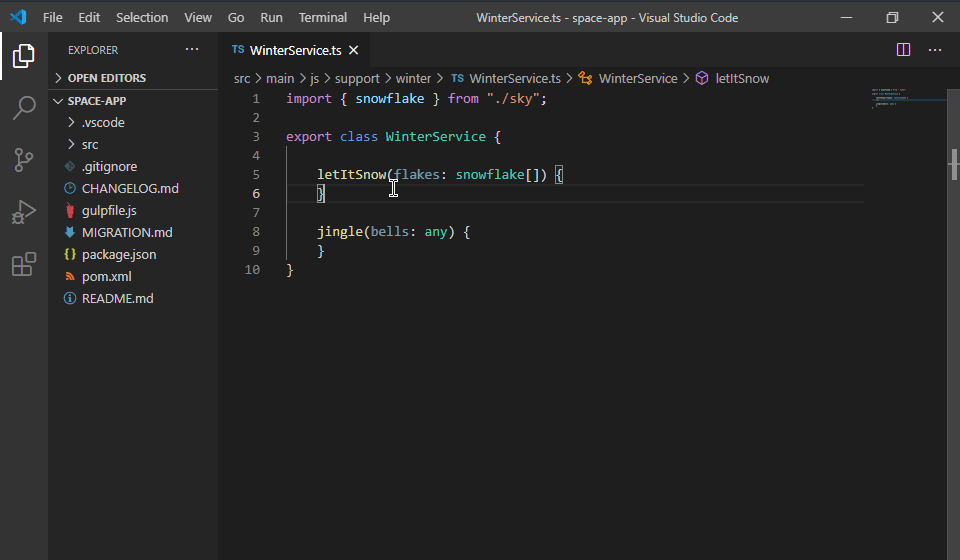 File Edit Selection View Go Run Terminal Help WinterService.ts - space-app - Visual Studio Code
EXPLORER ···
OPEN EDITORS
SPACE-APP
.vscode
src
.gitignore
CHANGELOG.md
gulpfile.js
MIGRATION.md
package.json
pom.xml
README.md
TS WinterService.ts
src > main > js > support > winter > TS WinterService.ts > WinterService > letItSnow
1 import { snowflake } from "./sky";
2
3 export class WinterService {
4
5 letItSnow(flakes: snowflake[]) {
6 }
7
8 jingle(bells: any) {
9 }
10 }